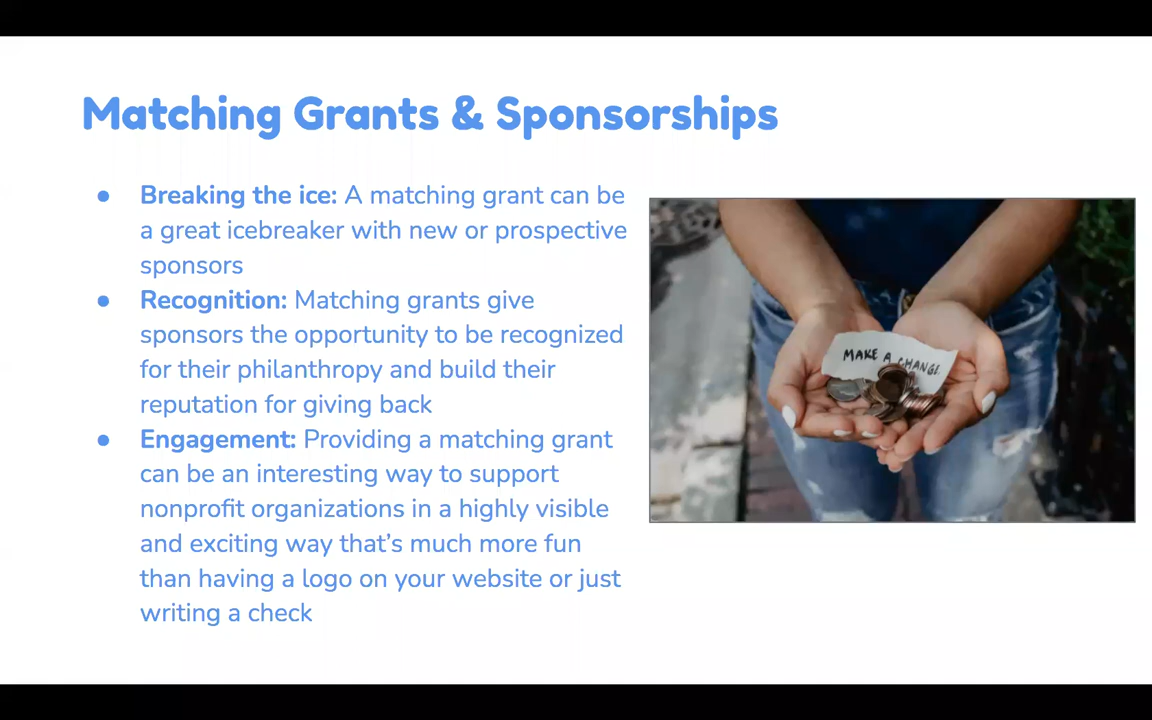 Matching Grants & Sponsorships
● Breaking the ice: A matching grant can be
a great icebreaker with new or prospective
sponsors
● Recognition: Matching grants give
sponsors the opportunity to be recognized
for their philanthropy and build their
reputation for giving back
● Engagement: Providing a matching grant
can be an interesting way to support
nonprofit organizations in a highly visible
and exciting way that’s much more fun
than having a logo on your website or just
writing a check
MAKE A CHANGE